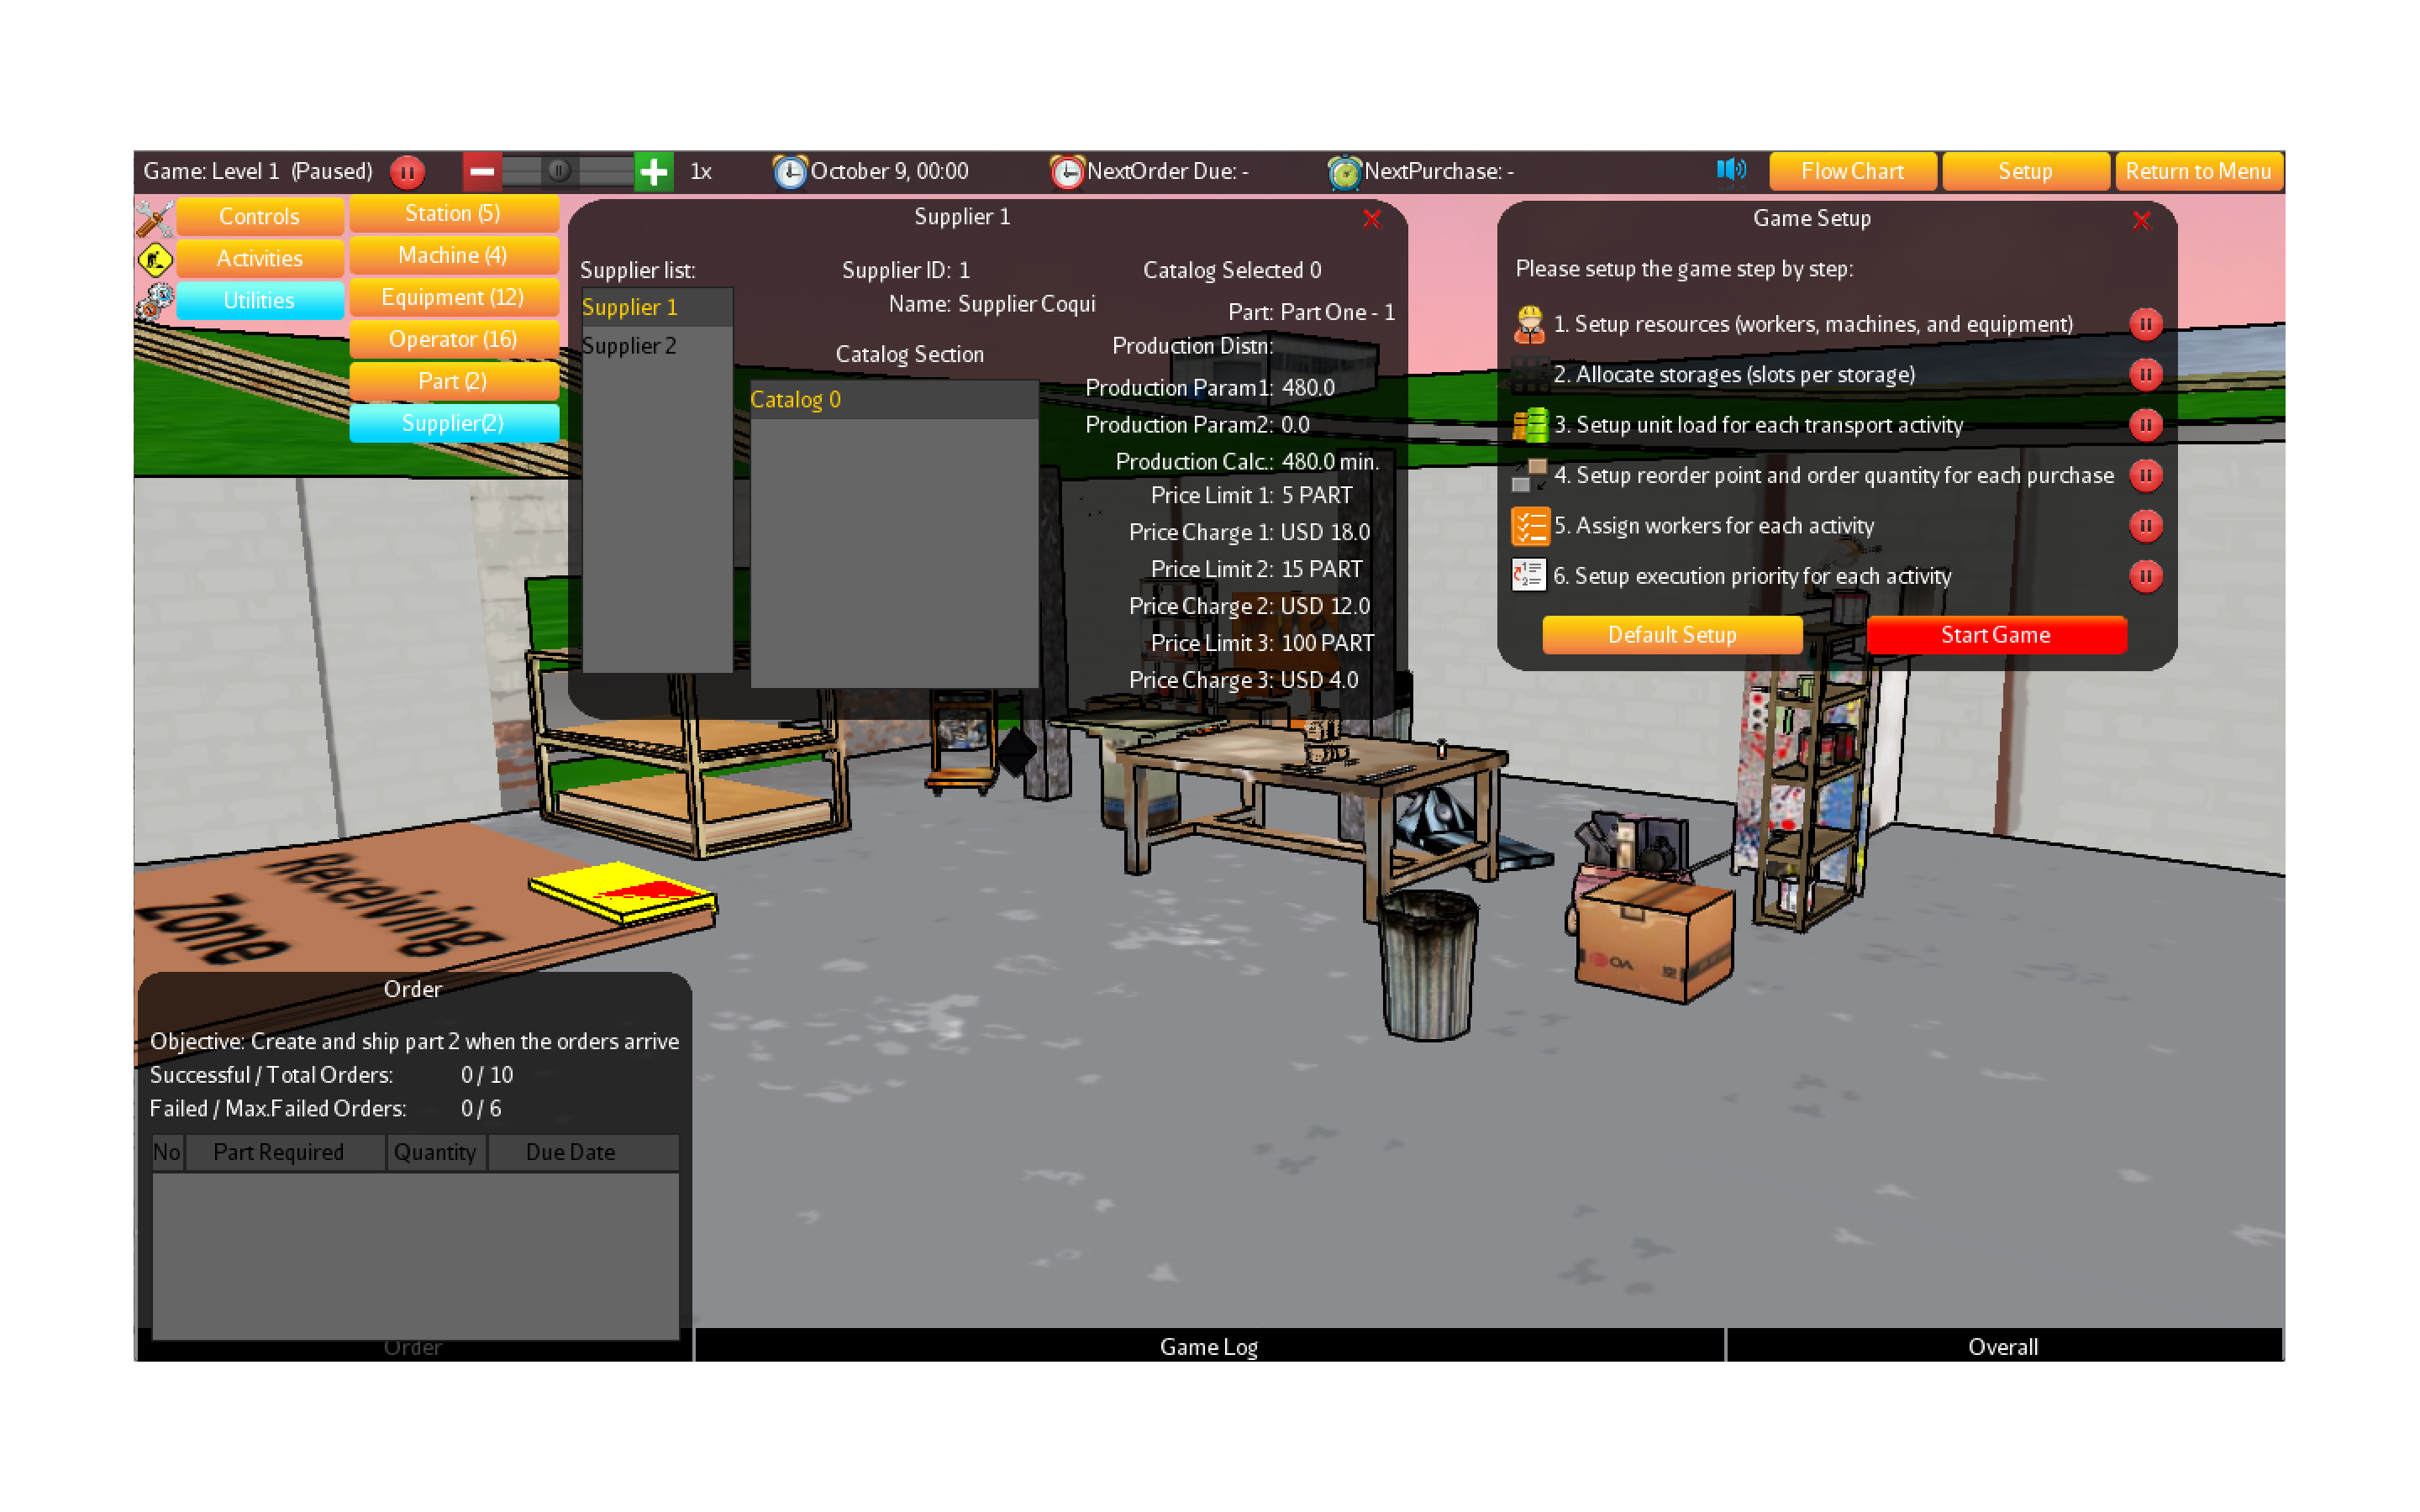 Game: Level 1 (Paused)
1x
October 9, 00:00
NextOrder Due: -
NextPurchase: -
Flow Chart
Setup
Return to Menu
Controls
Activities
Utilities
Station (5)
Machine (4)
Equipment (12)
Operator (16)
Part (2)
Supplier(2)
Supplier 1
Supplier list:
Supplier 1
Supplier 2
Supplier ID: 1
Name: Supplier Coqui
Catalog Section
Catalog 0
Catalog Selected 0
Part: Part One - 1
Production Distn:
Production Param1: 480.0
Production Param2: 0.0
Production Calc.: 480.0 min.
Price Limit 1: 5 PART
Price Charge 1: USD 18.0
Price Limit 2: 15 PART
Price Charge 2: USD 12.0
Price Limit 3: 100 PART
Price Charge 3: USD 4.0
Game Setup
Please setup the game step by step:
1. Setup resources (workers, machines, and equipment)
2. Allocate storages (slots per storage)
3. Setup unit load for each transport activity
4. Setup reorder point and order quantity for each purchase
5. Assign workers for each activity
6. Setup execution priority for each activity
Default Setup
Start Game
Receiving
Zone
OA
Order
Objective: Create and ship part 2 when the orders arrive
Successful / Total Orders: 0 / 10
Failed / Max.Failed Orders: 0 / 6
No Part Required Quantity Due Date
Order
Game Log
Overall